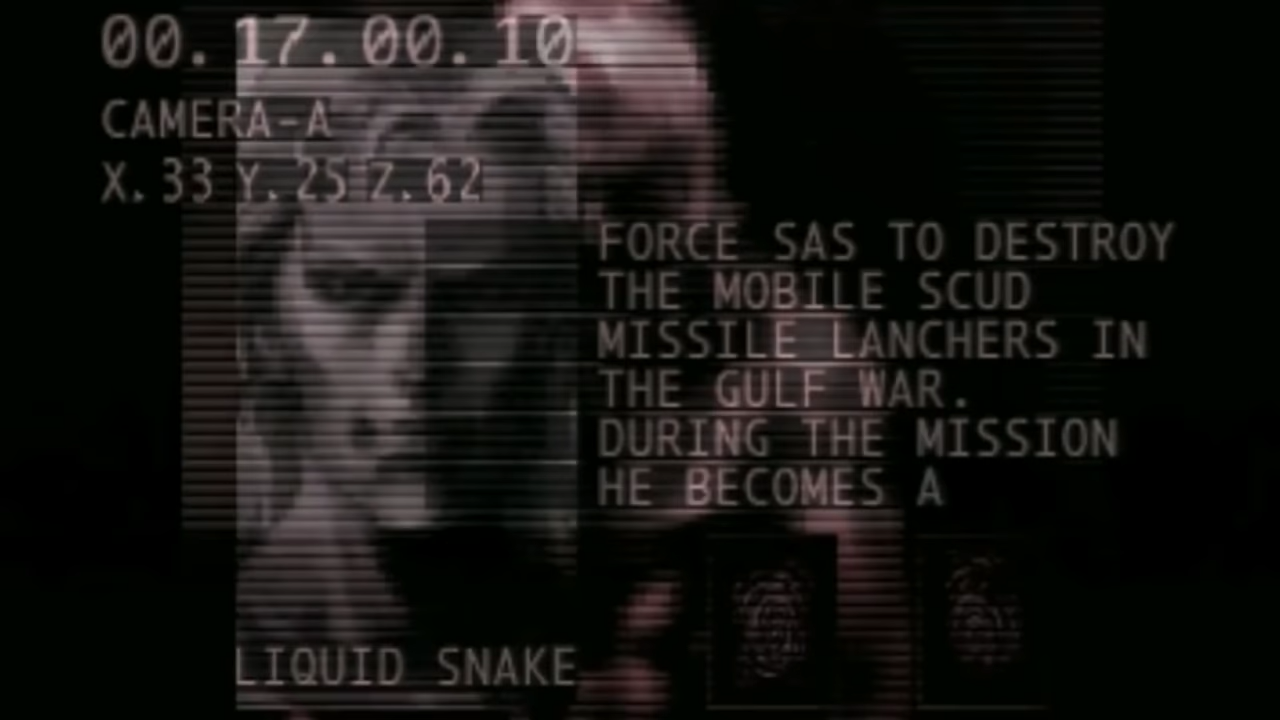 00.17.00.10
CAMERA-A
X.33 Y.25 Z.62
FORCE SAS TO DESTROY
THE MOBILE SCUD
MISSILE LANCHERS IN
THE GULF WAR.
DURING THE MISSION
HE BECOMES A
LIQUID SNAKE